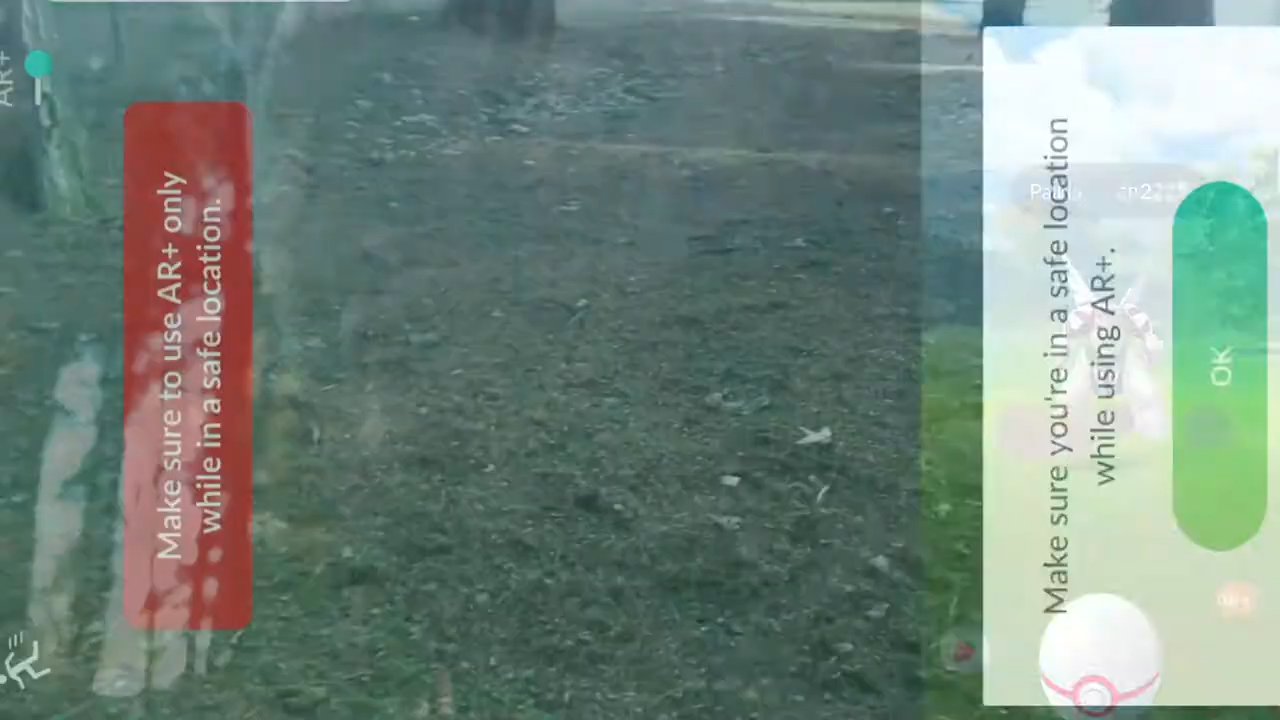 AR+
Make sure to use AR+ only
while in a safe location.
Make sure you're in a safe location
while using AR+.
OK